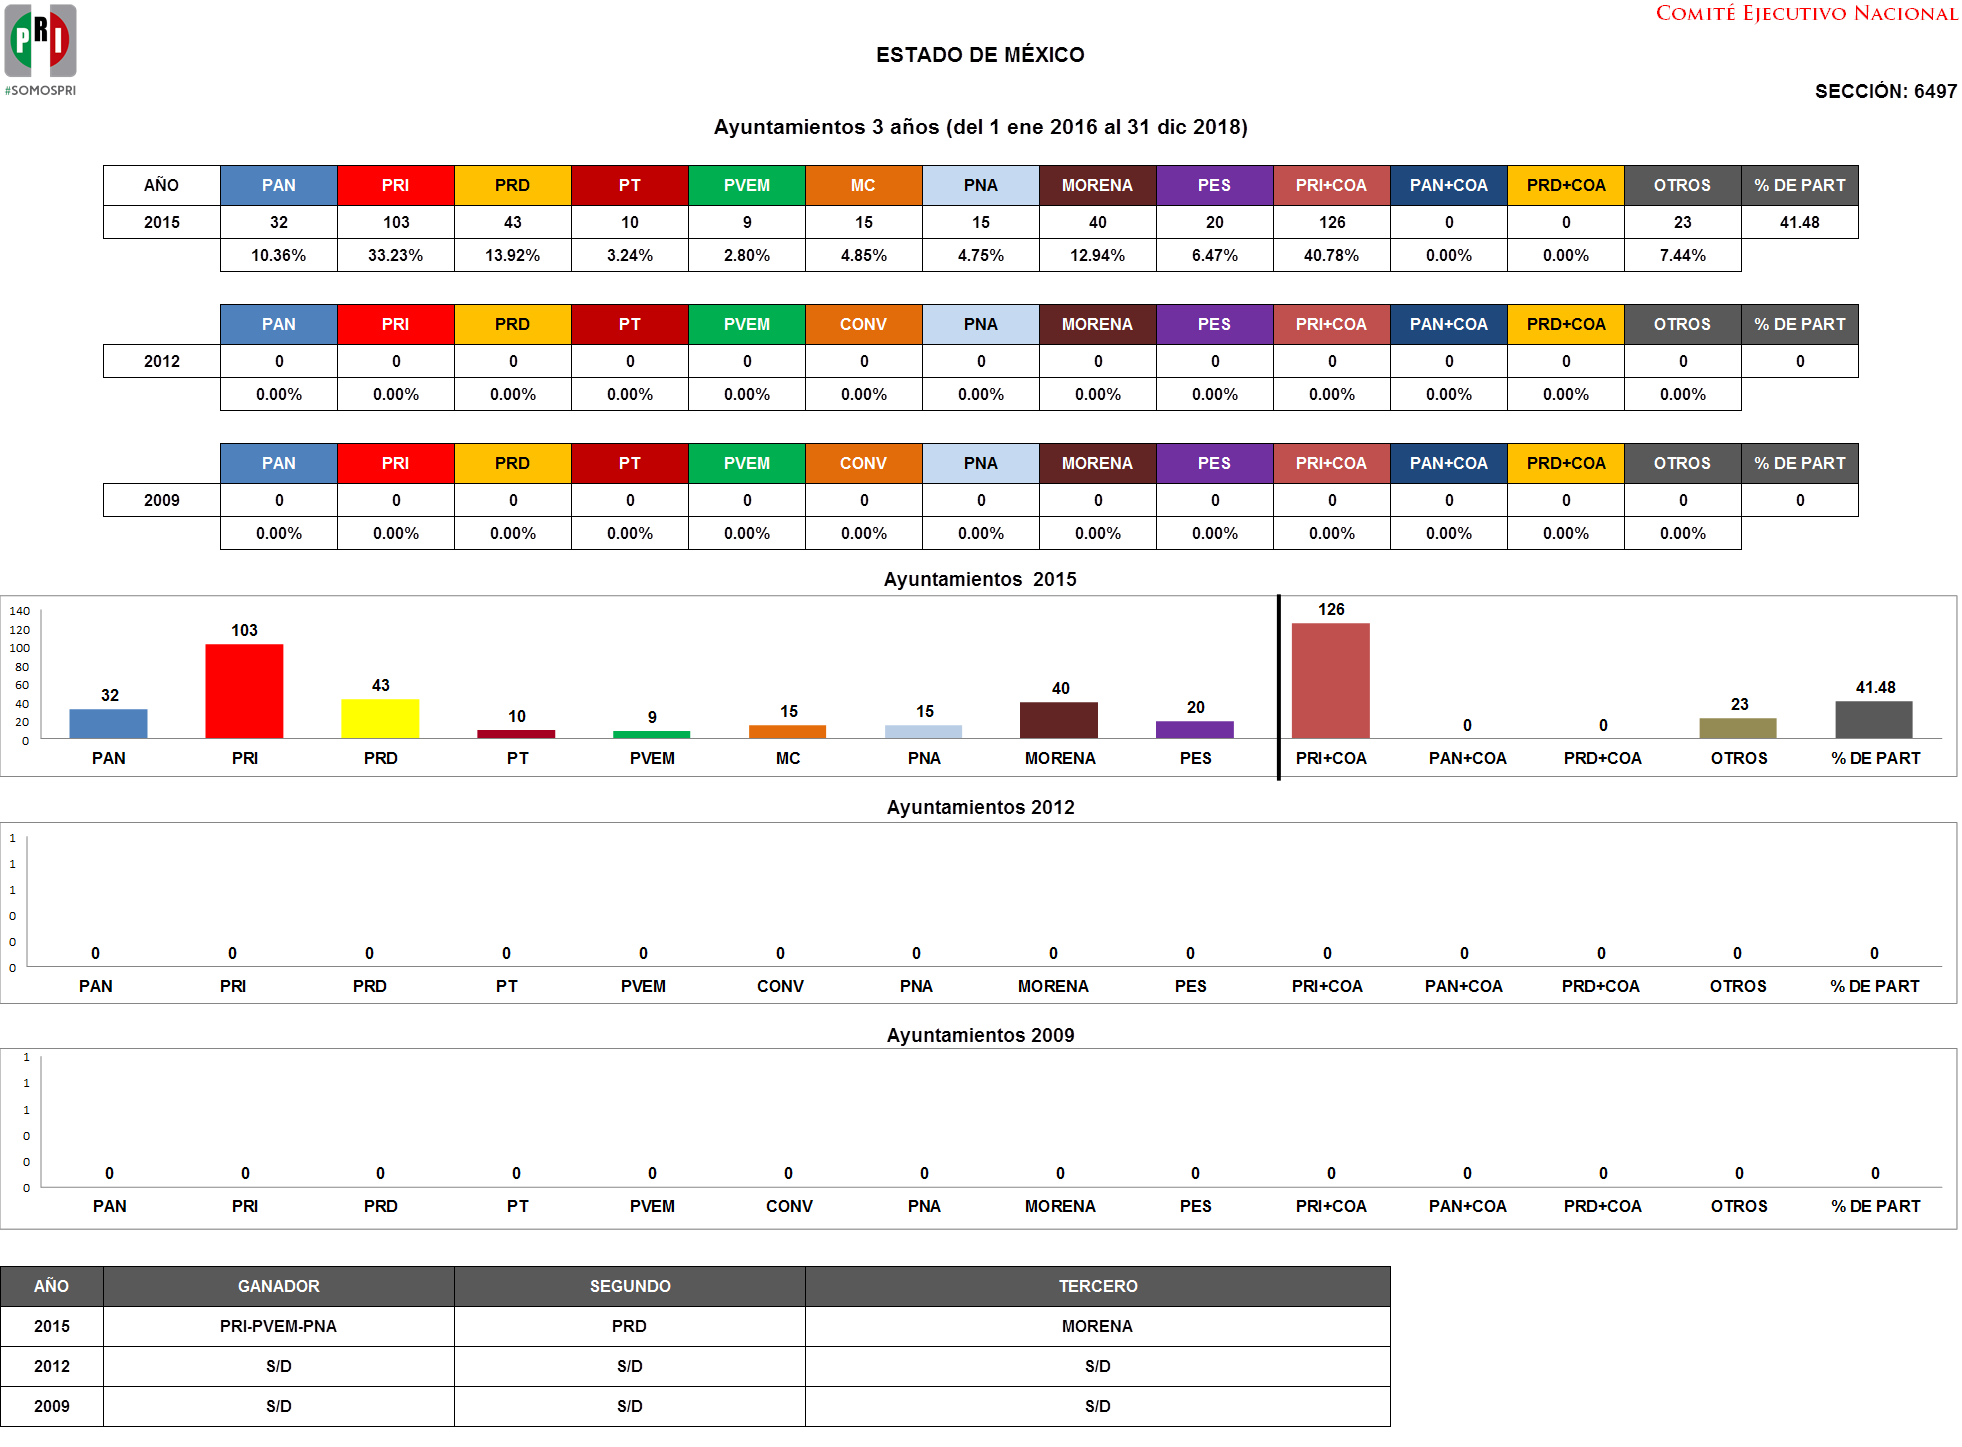 PRI
#SOMOSPRI
COMITÉ EJECUTIVO NACIONAL
ESTADO DE MÉXICO
SECCIÓN: 6497
Ayuntamientos 3 años (del 1 ene 2016 al 31 dic 2018)
AÑO PAN PRI PRD PT PVEM MC PNA MORENA PES PRI+COA PAN+COA PRD+COA OTROS % DE PART
2015 32 103 43 10 9 15 15 40 20 126 0 0 23 41.48
10.36% 33.23% 13.92% 3.24% 2.80% 4.85% 4.75% 12.94% 6.47% 40.78% 0.00% 0.00% 7.44%
PAN PRI PRD PT PVEM CONV PNA MORENA PES PRI+COA PAN+COA PRD+COA OTROS % DE PART
2012 0 0 0 0 0 0 0 0 0 0 0 0 0 0
0.00% 0.00% 0.00% 0.00% 0.00% 0.00% 0.00% 0.00% 0.00% 0.00% 0.00% 0.00% 0.00%
PAN PRI PRD PT PVEM CONV PNA MORENA PES PRI+COA PAN+COA PRD+COA OTROS % DE PART
2009 0 0 0 0 0 0 0 0 0 0 0 0 0 0
0.00% 0.00% 0.00% 0.00% 0.00% 0.00% 0.00% 0.00% 0.00% 0.00% 0.00% 0.00% 0.00%
Ayuntamientos 2015
140
120
100
80
60
40
20
0
32 103 43 10 9 15 15 40 20 126 0 0 23 41.48
PAN PRI PRD PT PVEM MC PNA MORENA PES PRI+COA PAN+COA PRD+COA OTROS % DE PART
Ayuntamientos 2012
1
1
1
0
0
0
0 0 0 0 0 0 0 0 0 0 0 0 0 0
PAN PRI PRD PT PVEM CONV PNA MORENA PES PRI+COA PAN+COA PRD+COA OTROS % DE PART
Ayuntamientos 2009
1
1
1
0
0
0
0 0 0 0 0 0 0 0 0 0 0 0 0 0
PAN PRI PRD PT PVEM CONV PNA MORENA PES PRI+COA PAN+COA PRD+COA OTROS % DE PART
AÑO GANADOR SEGUNDO TERCERO
2015 PRI-PVEM-PNA PRD MORENA
2012 S/D S/D S/D
2009 S/D S/D S/D